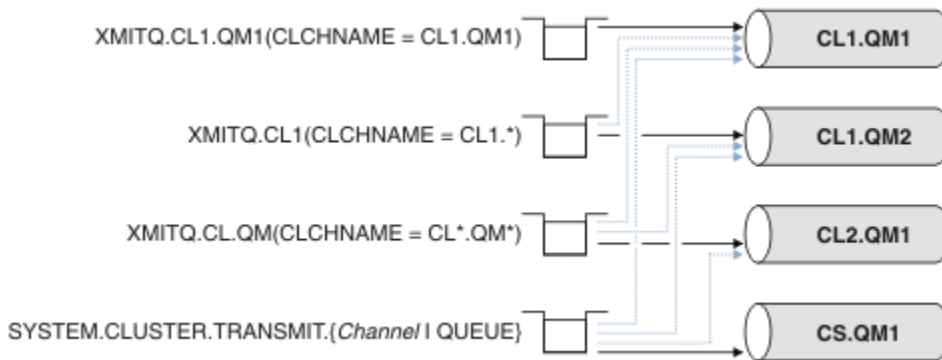 XMITQ.CL1.QM1(CLCHNAME = CL1.QM1)
CL1.QM1
XMITQ.CL1(CLCHNAME = CL1.*)
CL1.QM2
XMITQ.CL.QM(CLCHNAME = CL*.QM*)
CL2.QM1
SYSTEM.CLUSTER.TRANSMIT.{Channel | QUEUE}
CS.QM1